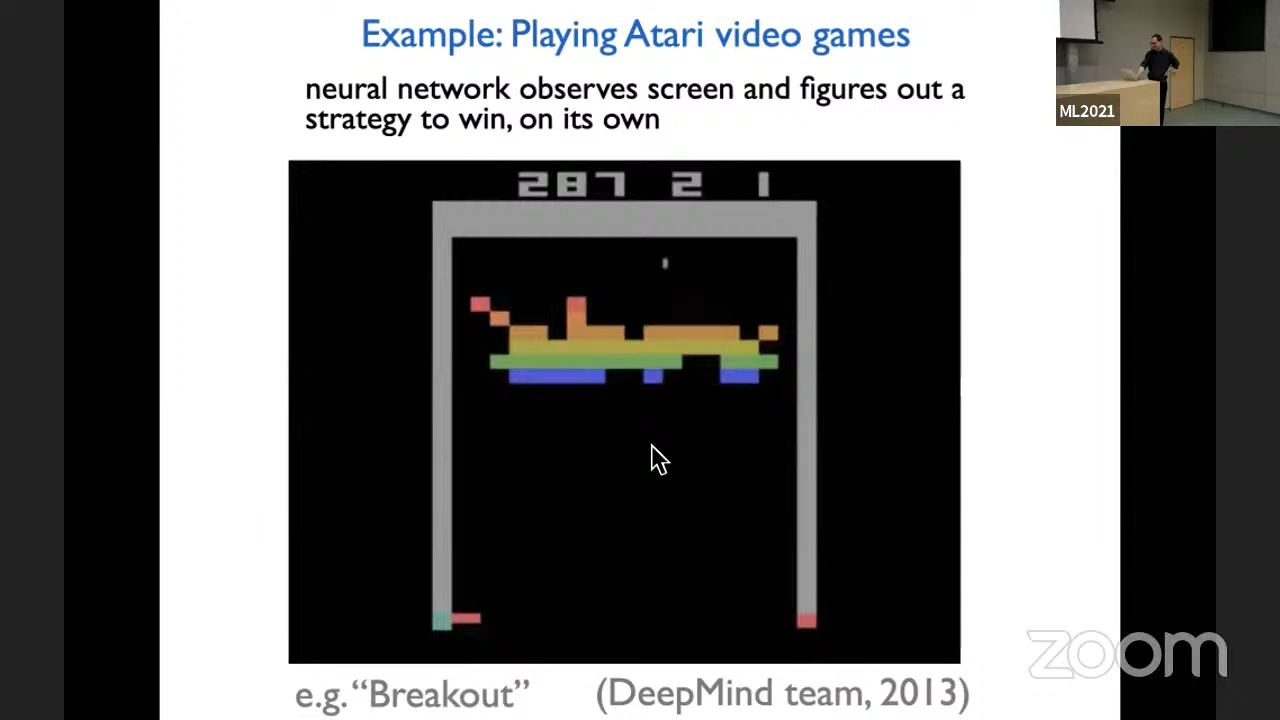 Example: Playing Atari video games
neural network observes screen and figures out a
strategy to win, on its own
ML2021
287 2 1
e.g. “Breakout” (DeepMind team, 2013)
zoom